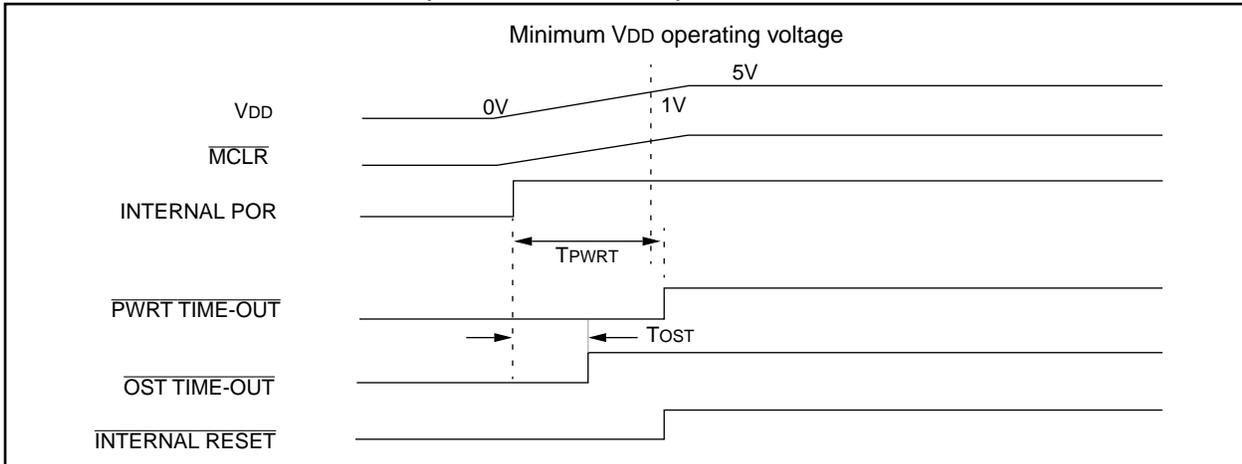 Minimum VDD operating voltage
5V
VDD
0V
1V
MCLR
INTERNAL POR
TPWRT
PWRT TIME-OUT
TOST
OST TIME-OUT
INTERNAL RESET